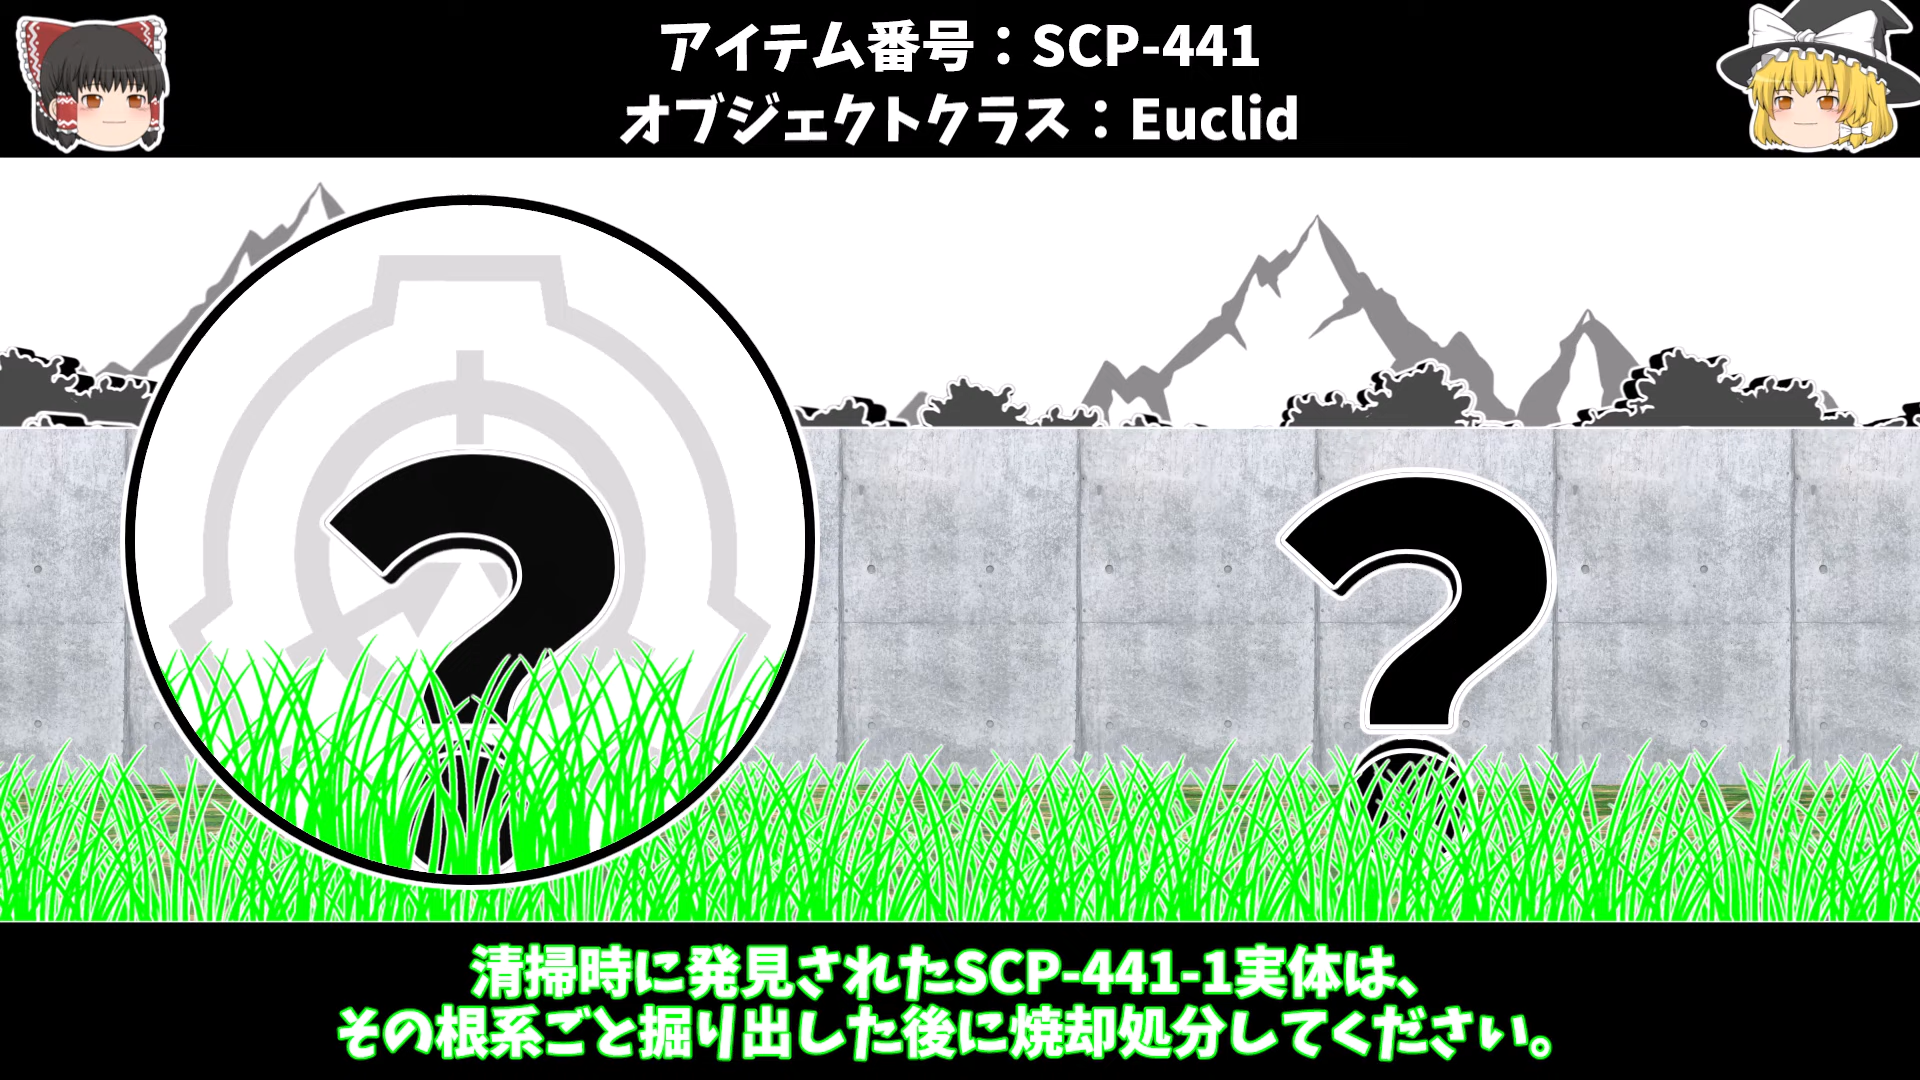 アイテム番号：SCP-441
オブジェクトクラス：Euclid
?
?
清掃時に発見されたSCP-441-1実体は、
その根系ごと掘り出した後に焼却処分してください。